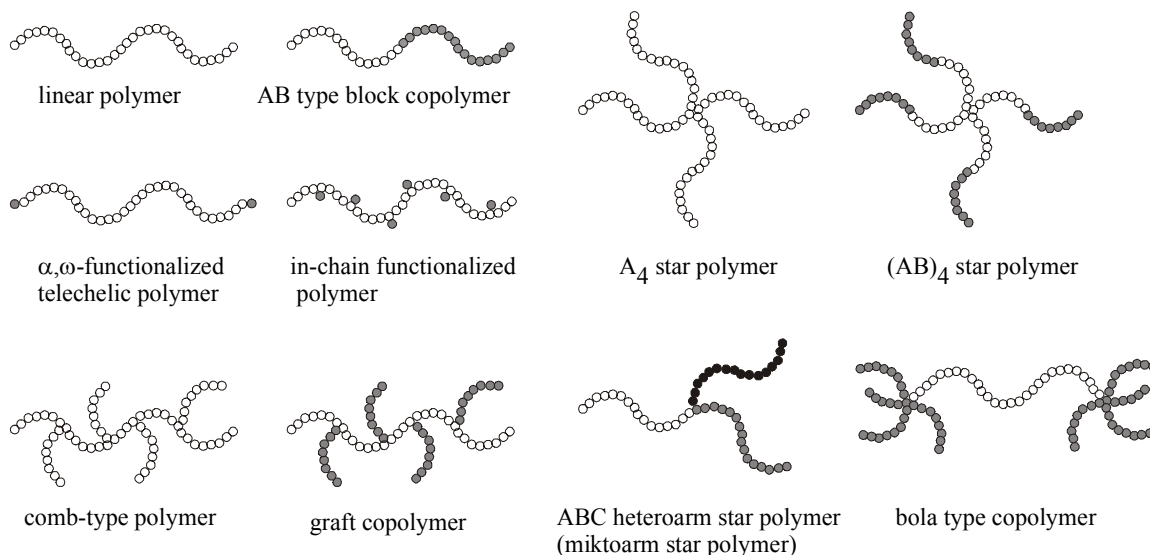 linear polymer
AB type block copolymer
α,ω-functionalized
telechelic polymer
in-chain functionalized
polymer
A4 star polymer
(AB)4 star polymer
comb-type polymer
graft copolymer
ABC heteroarm star polymer
(miktoarm star polymer)
bola type copolymer